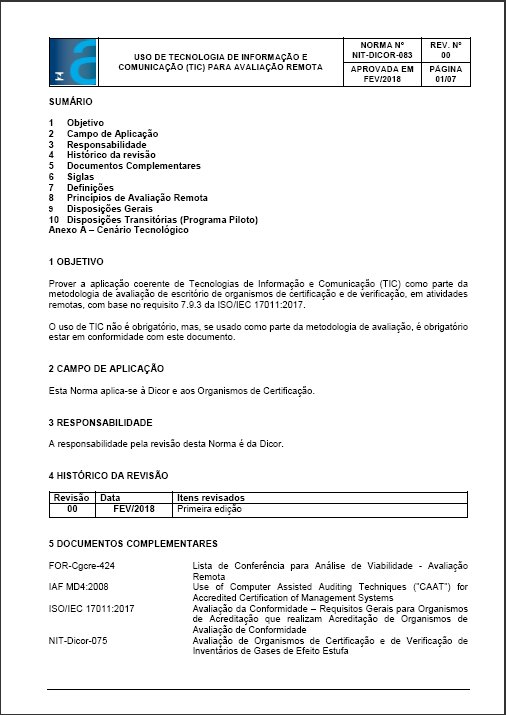 USO DE TECNOLOGIA DE INFORMAÇÃO E
COMUNICAÇÃO (TIC) PARA AVALIAÇÃO REMOTA
NORMA Nº
NIT-DICOR-083
REV. Nº
00
APROVADA EM
FEV/2018
PÁGINA
01/07
SUMÁRIO
1 Objetivo
2 Campo de Aplicação
3 Responsabilidade
4 Histórico da revisão
5 Documentos Complementares
6 Siglas
7 Definições
8 Princípios de Avaliação Remota
9 Disposições Gerais
10 Disposições Transitórias (Programa Piloto)
Anexo A – Cenário Tecnológico
1 OBJETIVO
Prover a aplicação coerente de Tecnologias de Informação e Comunicação (TIC) como parte da
metodologia de avaliação de escritório de organismos de certificação e de verificação, em atividades
remotas, com base no requisito 7.9.3 da ISO/IEC 17011:2017.
O uso de TIC não é obrigatório, mas, se usado como parte da metodologia de avaliação, é obrigatório
estar em conformidade com este documento.
2 CAMPO DE APLICAÇÃO
Esta Norma aplica-se à Dicor e aos Organismos de Certificação.
3 RESPONSABILIDADE
A responsabilidade pela revisão desta Norma é da Dicor.
4 HISTÓRICO DA REVISÃO
Revisão Data Itens revisados
00 FEV/2018 Primeira edição
5 DOCUMENTOS COMPLEMENTARES
FOR-Cgcre-424 Lista de Conferência para Análise de Viabilidade - Avaliação
Remota
IAF MD4:2008 Use of Computer Assisted Auditing Techniques ("CAAT") for
Accredited Certification of Management Systems
ISO/IEC 17011:2017 Avaliação da Conformidade – Requisitos Gerais para Organismos
de Acreditação que realizam Acreditação de Organismos de
Avaliação de Conformidade
NIT-Dicor-075 Avaliação de Organismos de Certificação e de Verificação de
Inventários de Gases de Efeito Estufa